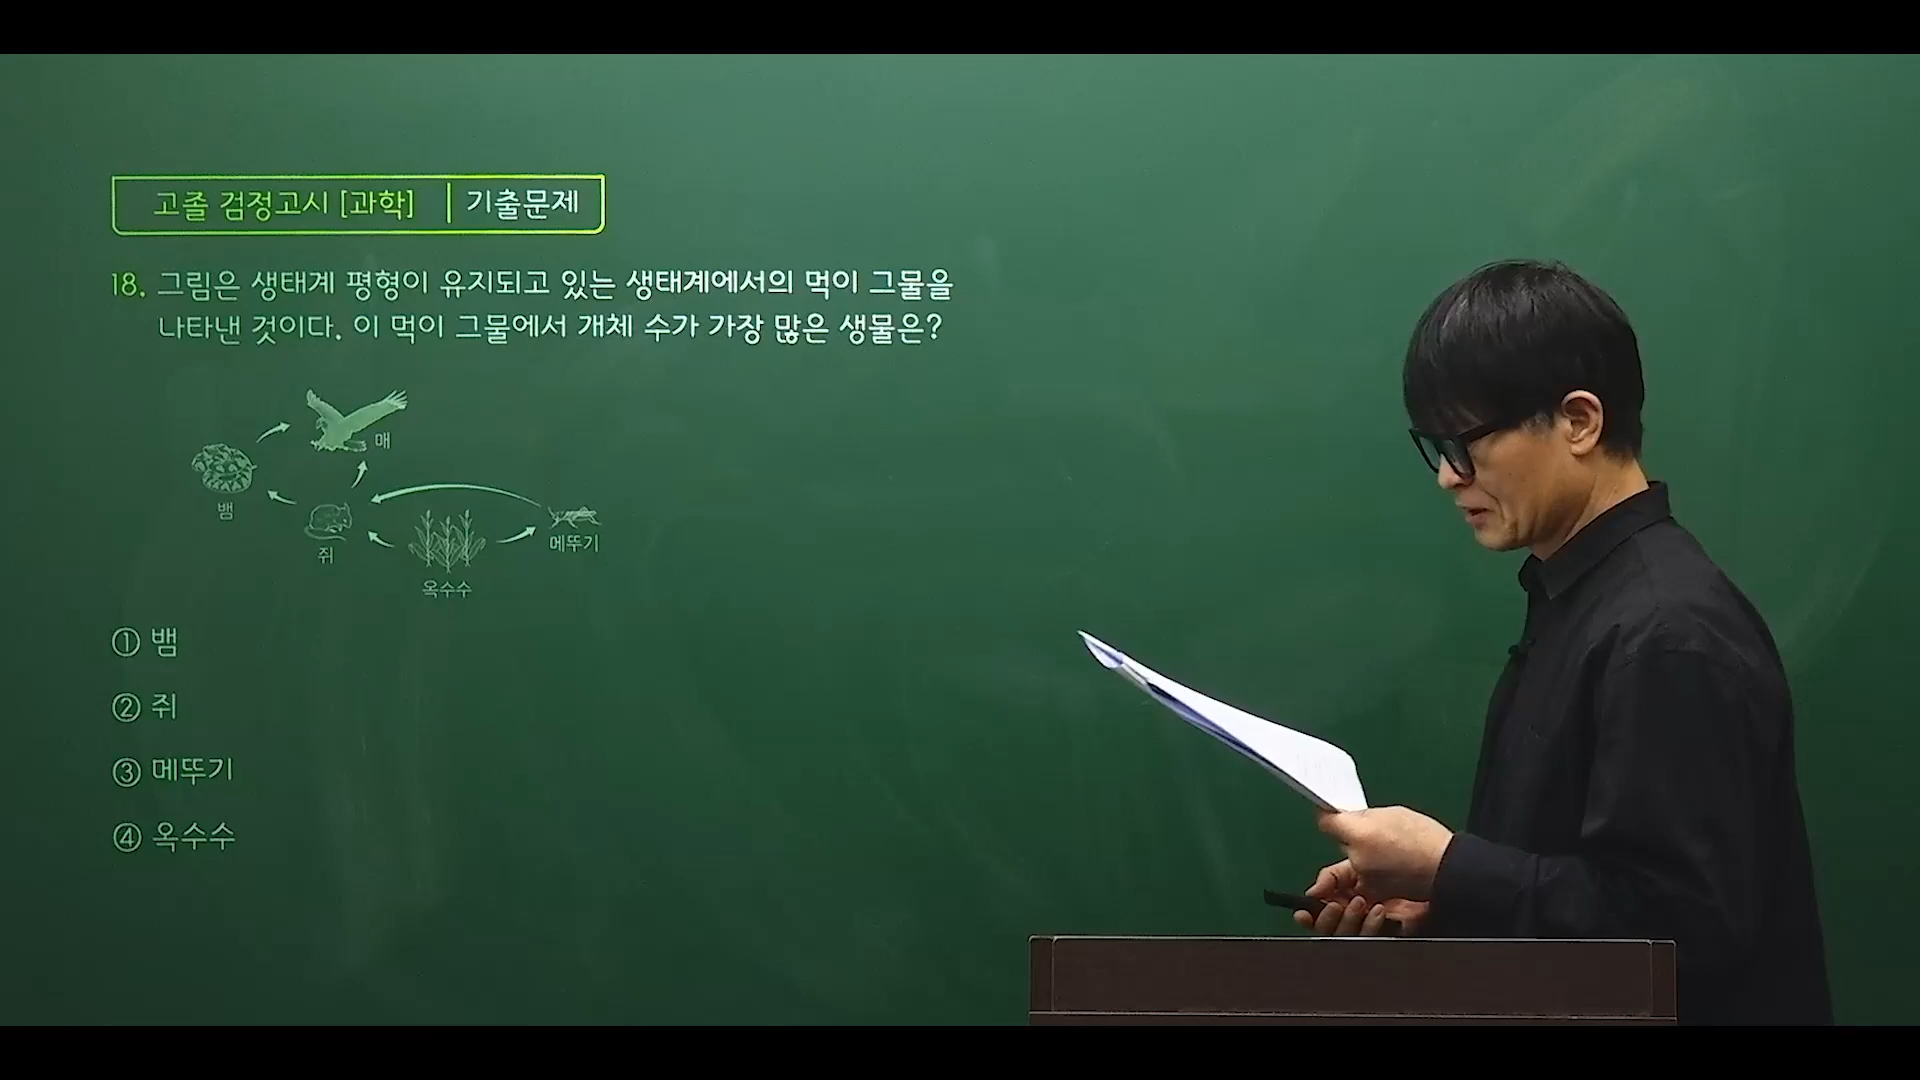 고졸 검정고시 [과학] | 기출문제
18. 그림은 생태계 평형이 유지되고 있는 생태계에서의 먹이 그물을
나타낸 것이다. 이 먹이 그물에서 개체 수가 가장 많은 생물은?
매
뱀
쥐
메뚜기
옥수수
① 뱀
② 쥐
③ 메뚜기
④ 옥수수